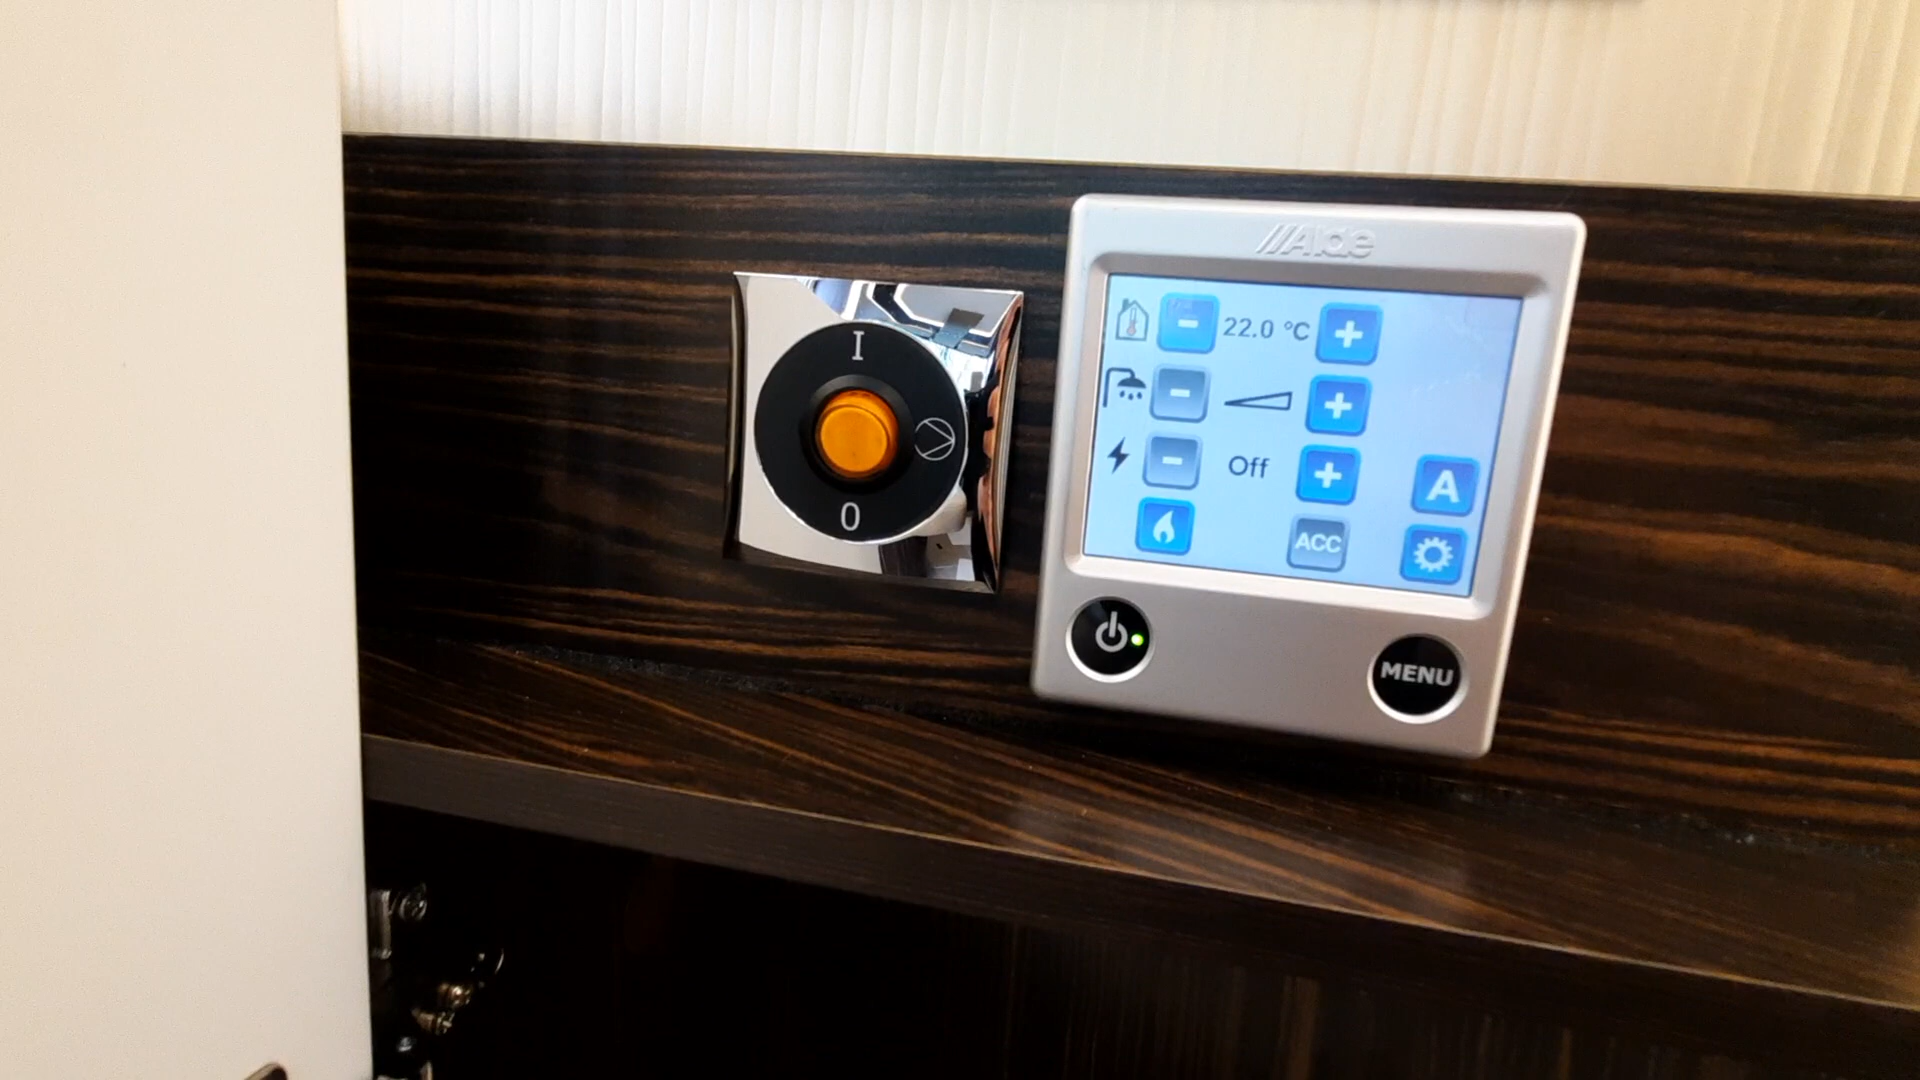 I
0
Alde
- 22.0 °C +
- +
- Off +
A
ACC
MENU